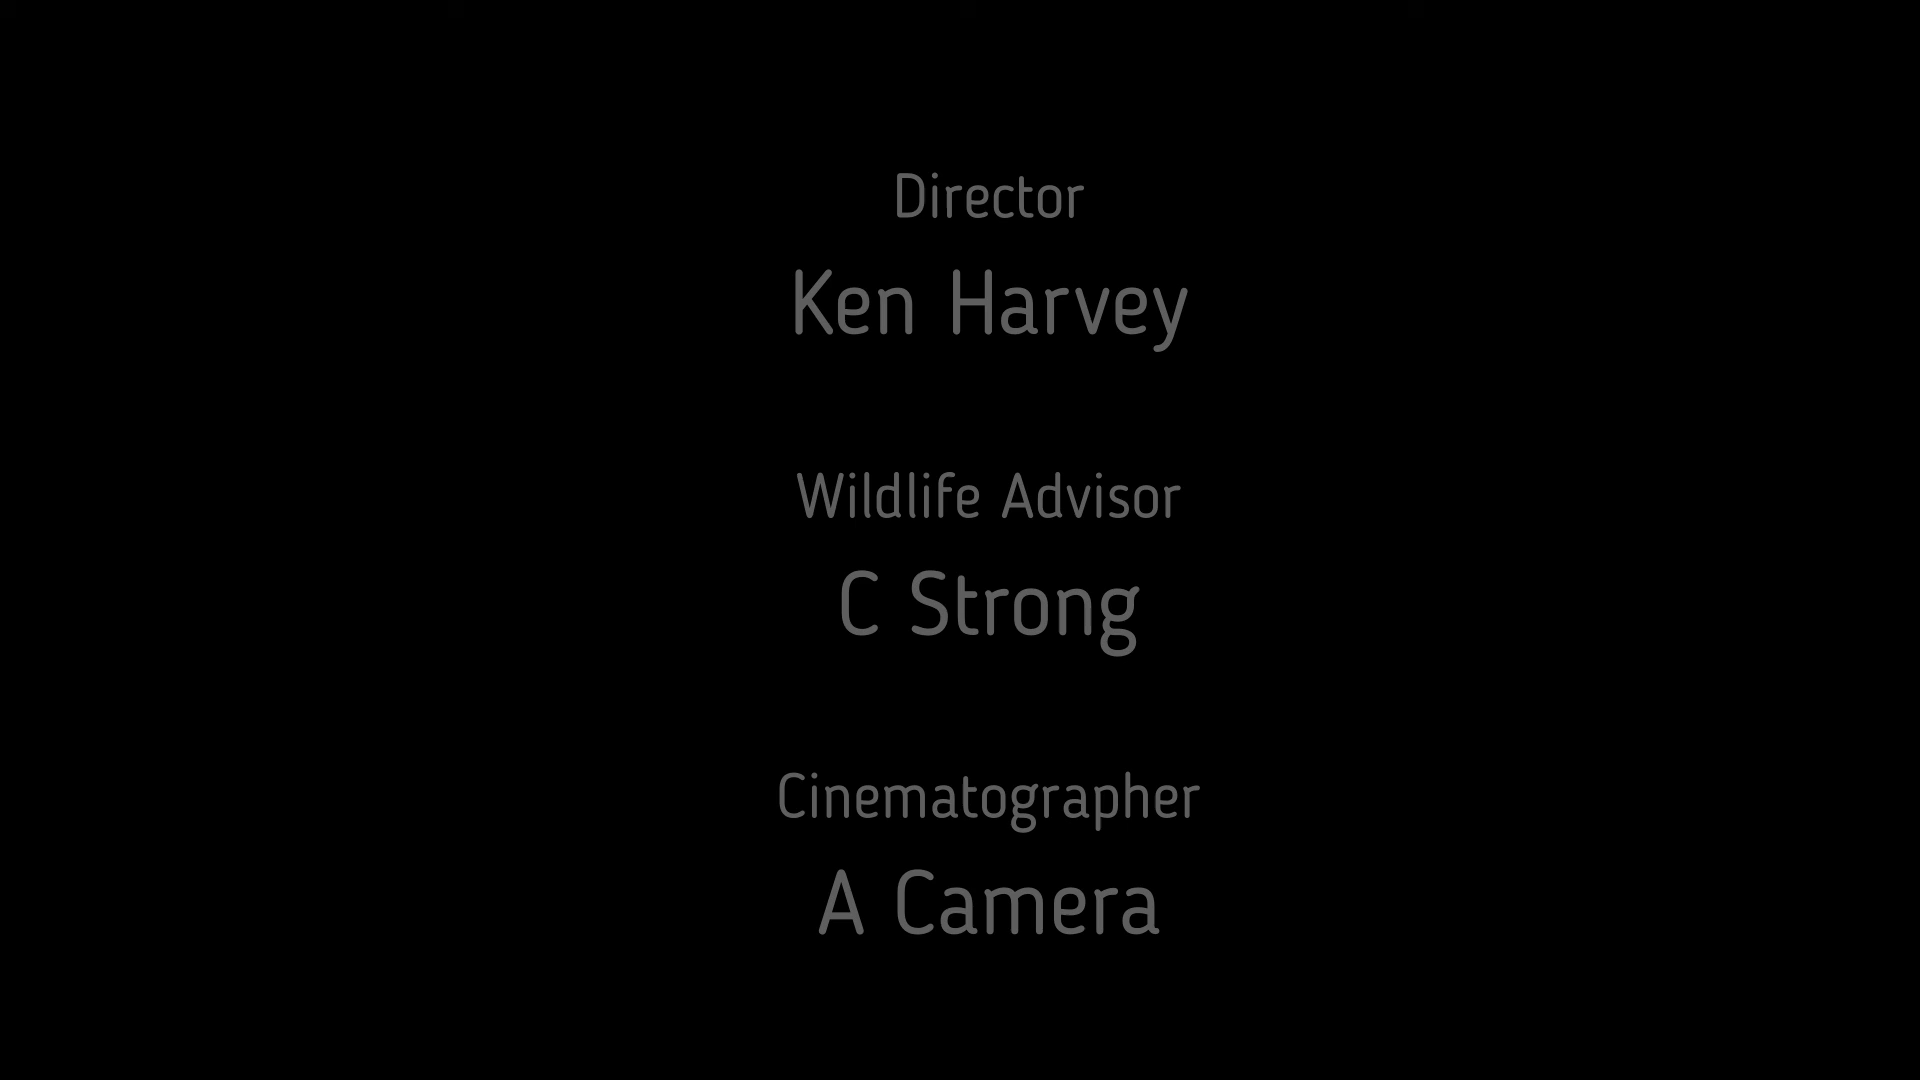 Director
Ken Harvey
Wildlife Advisor
C Strong
Cinematographer
A Camera